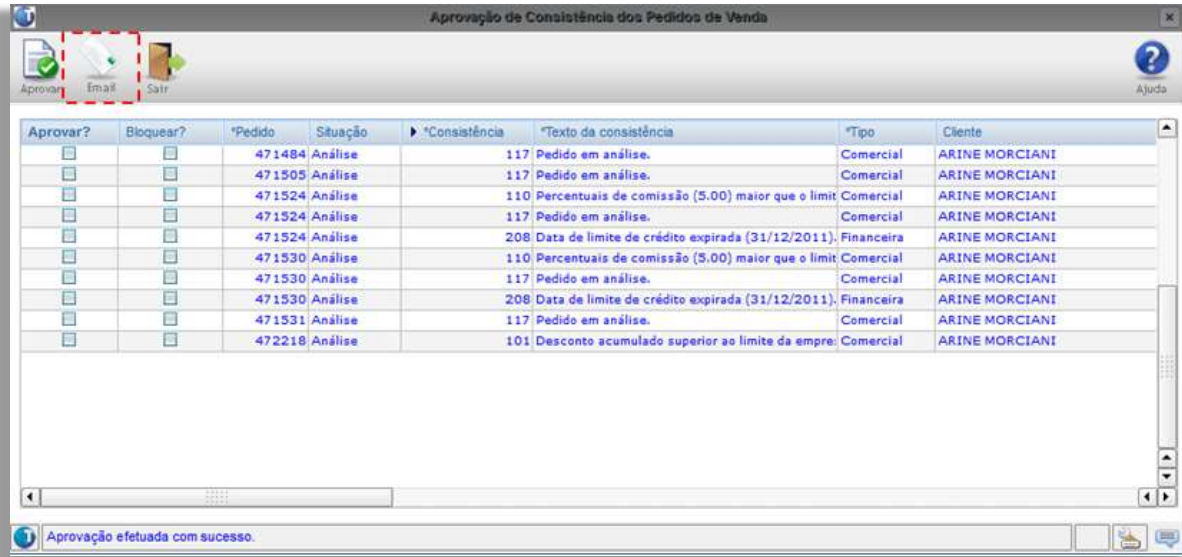 Aprovação de Consistência dos Pedidos de Venda
Aprovar Email Sair Ajuda
Aprovar? Bloquear? *Pedido Situação *Consistência *Texto da consistência *Tipo Cliente
471484 Análise 117 Pedido em análise. Comercial ARINE MORCIANI
471505 Análise 117 Pedido em análise. Comercial ARINE MORCIANI
471524 Análise 110 Percentuais de comissão (5.00) maior que o limit Comercial ARINE MORCIANI
471524 Análise 117 Pedido em análise. Comercial ARINE MORCIANI
471524 Análise 208 Data de limite de crédito expirada (31/12/2011). Financeira ARINE MORCIANI
471530 Análise 110 Percentuais de comissão (5.00) maior que o limit Comercial ARINE MORCIANI
471530 Análise 117 Pedido em análise. Comercial ARINE MORCIANI
471530 Análise 208 Data de limite de crédito expirada (31/12/2011). Financeira ARINE MORCIANI
471531 Análise 117 Pedido em análise. Comercial ARINE MORCIANI
472218 Análise 101 Desconto acumulado superior ao limite da empre: Comercial ARINE MORCIANI
Aprovação efetuada com sucesso.